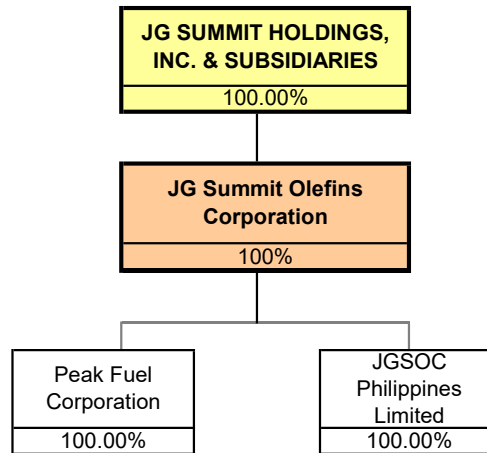 JG SUMMIT HOLDINGS,
INC. & SUBSIDIARIES
100.00%
JG Summit Olefins
Corporation
100%
Peak Fuel
Corporation
100.00%
JGSOC
Philippines
Limited
100.00%